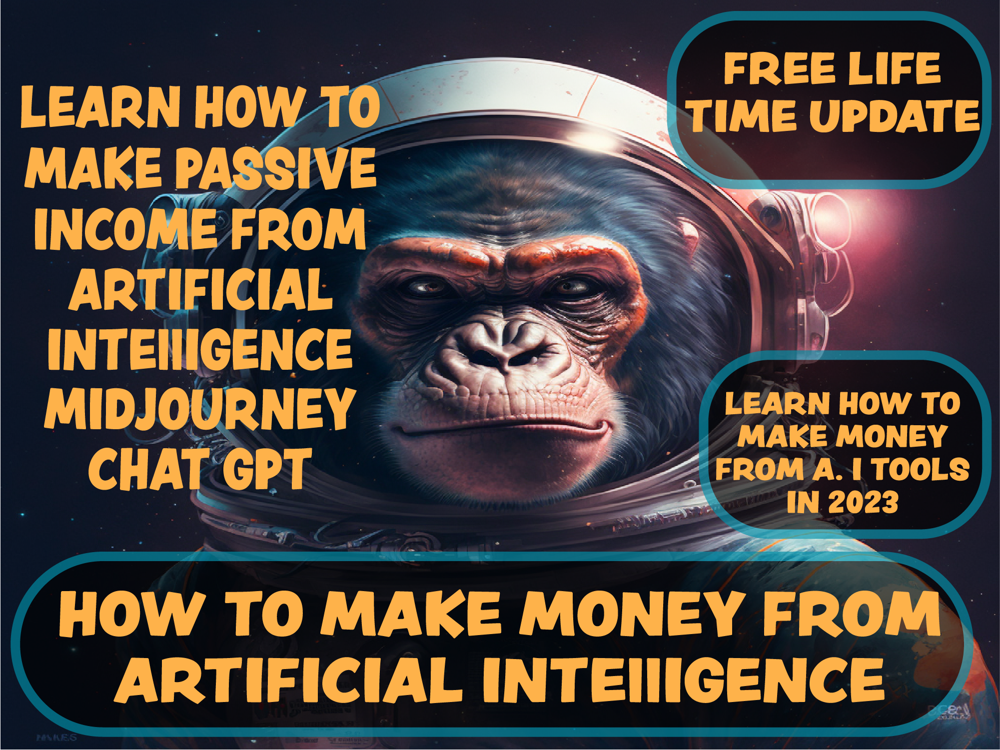 LEARN HOW TO
MAKE PASSIVE
INCOME FROM
ARTIFICIAL
INTEIIIGENCE
MIDJOURNEY
CHAT GPT
FREE LIFE
TIME UPDATE
LEARN HOW TO
MAKE MONEY
FROM A. I TOOLS
IN 2023
HOW TO MAKE MONEY FROM
ARTIFICIAL INTEIIIGENCE